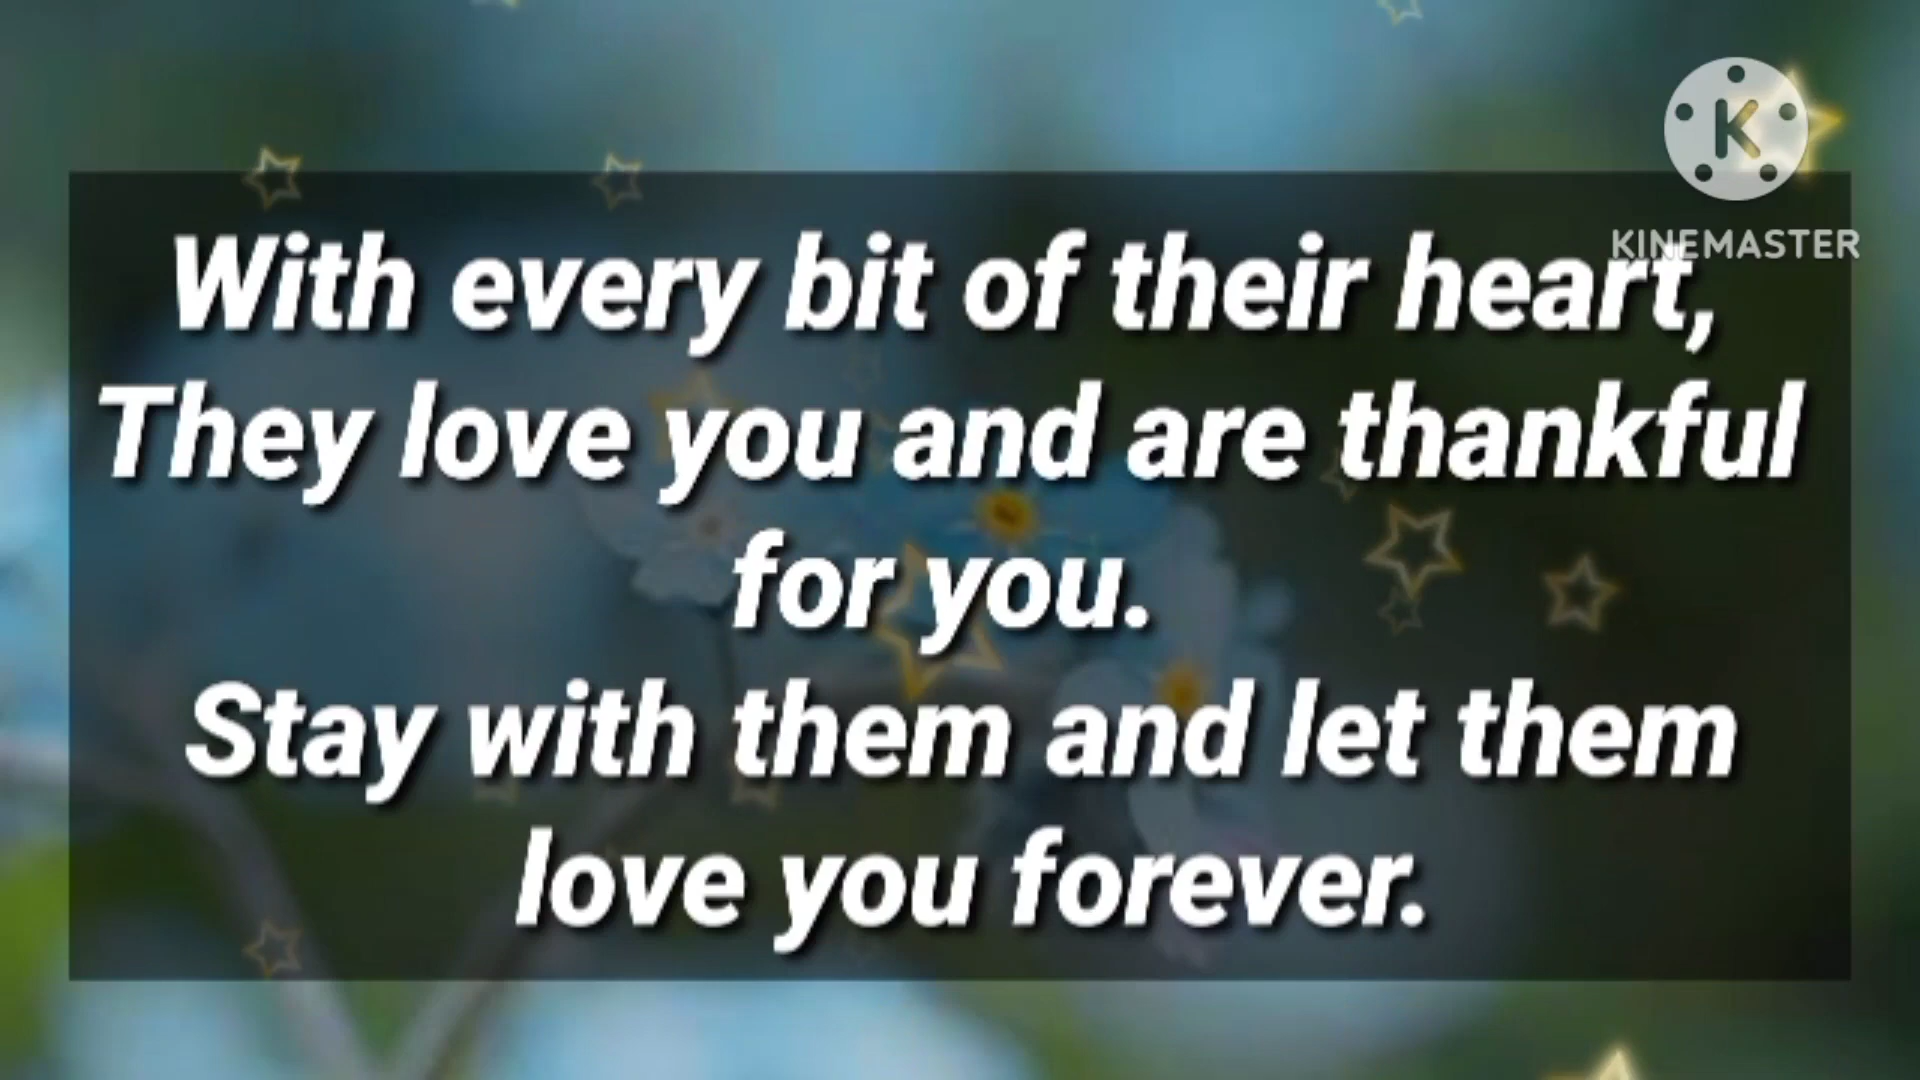 K
KINEMASTER
With every bit of their heart,
They love you and are thankful
for you.
Stay with them and let them
love you forever.